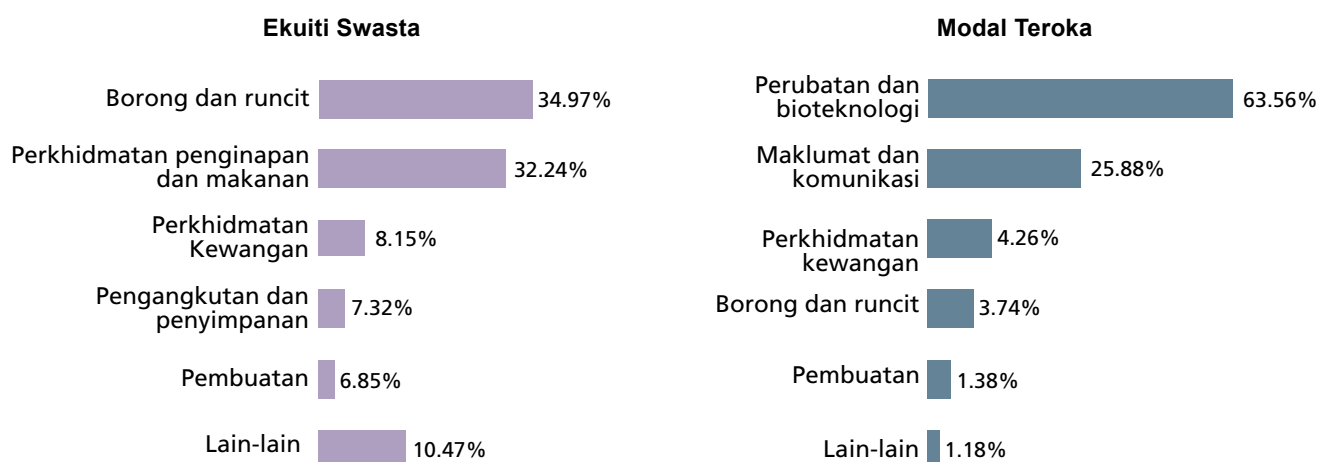 Ekuiti Swasta
Borong dan runcit
34.97%
Perkhidmatan penginapan
dan makanan
32.24%
Perkhidmatan
Kewangan
8.15%
Pengangkutan dan
penyimpanan
7.32%
Pembuatan
6.85%
Lain-lain
10.47%
Modal Teroka
Perubatan dan
bioteknologi
63.56%
Maklumat dan
komunikasi
25.88%
Perkhidmatan
kewangan
4.26%
Borong dan runcit
3.74%
Pembuatan
1.38%
Lain-lain
1.18%